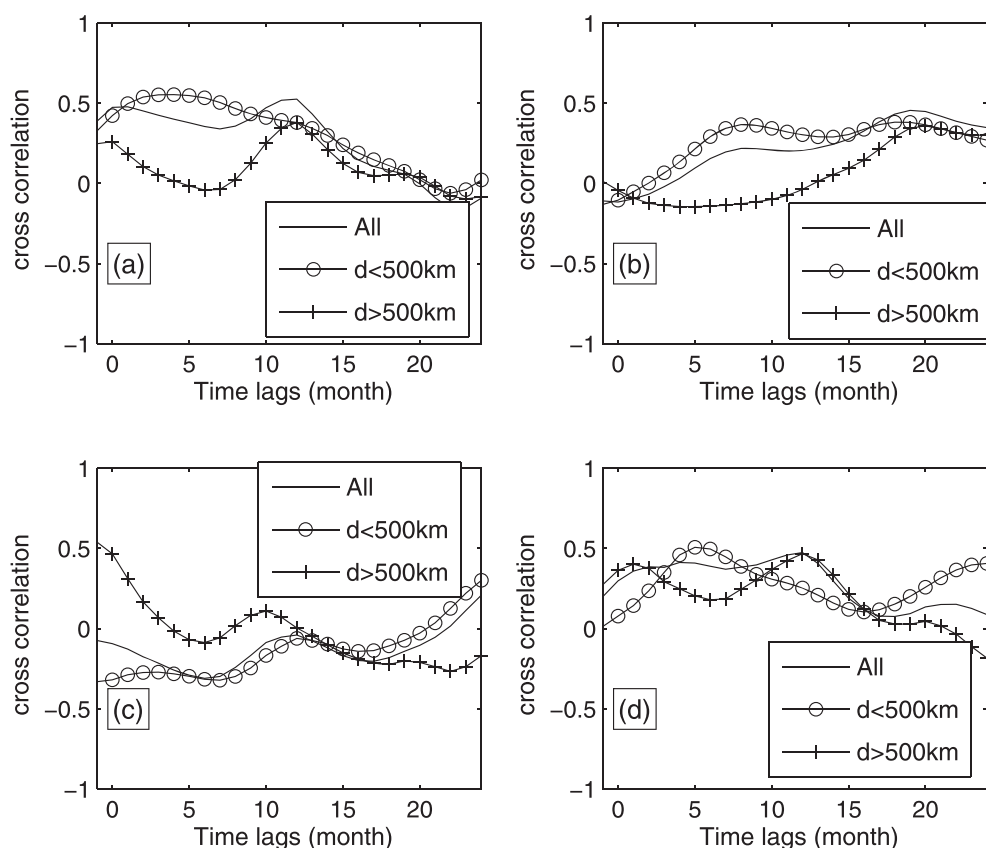 1
0.5
0
−0.5
−1
cross correlation
(a)
All
d<500km
d>500km
0 5 10 15 20
Time lags (month)
1
0.5
0
−0.5
−1
cross correlation
(b)
All
d<500km
d>500km
0 5 10 15 20
Time lags (month)
1
0.5
0
−0.5
−1
cross correlation
(c)
All
d<500km
d>500km
0 5 10 15 20
Time lags (month)
1
0.5
0
−0.5
−1
cross correlation
(d)
All
d<500km
d>500km
0 5 10 15 20
Time lags (month)